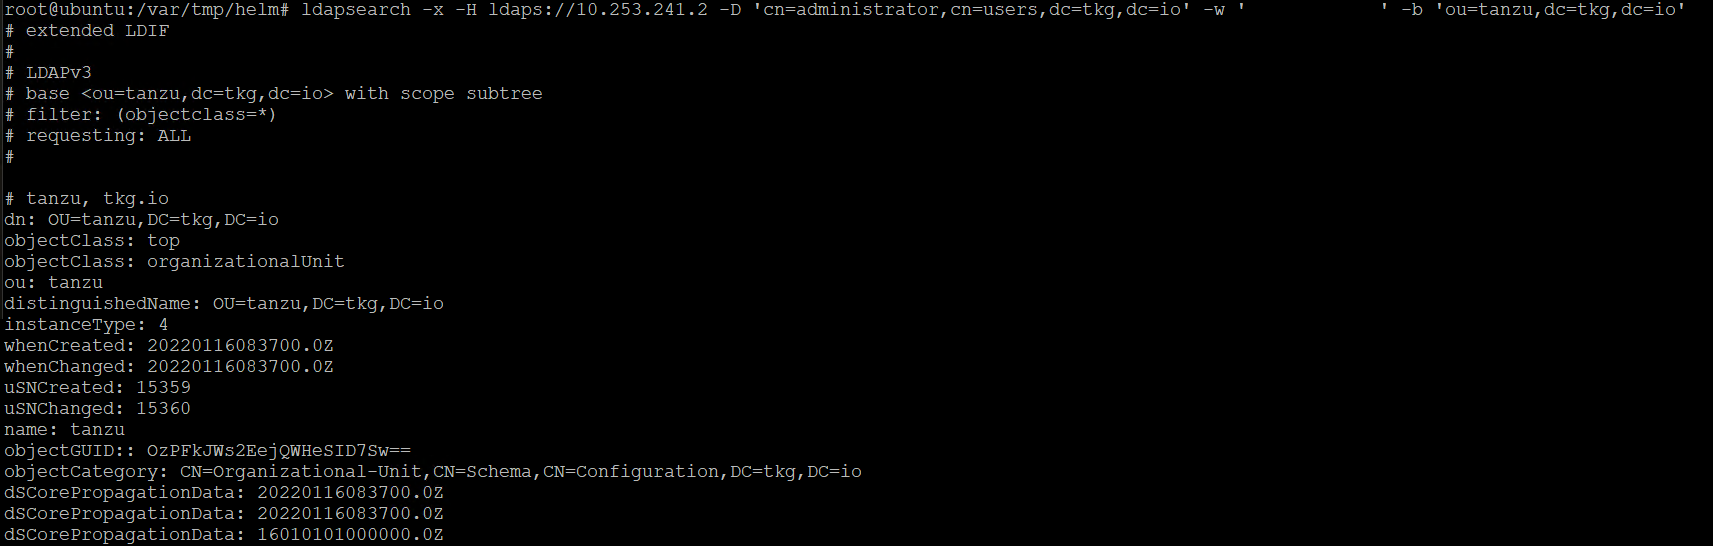 root@ubuntu:/var/tmp/helm# ldapsearch -x -H ldaps://10.253.241.2 -D 'cn=administrator,cn=users,dc=tkg,dc=io' -w '             ' -b 'ou=tanzu,dc=tkg,dc=io'
# extended LDIF
#
# LDAPv3
# base <ou=tanzu,dc=tkg,dc=io> with scope subtree
# filter: (objectclass=*)
# requesting: ALL
#

# tanzu, tkg.io
dn: OU=tanzu,DC=tkg,DC=io
objectClass: top
objectClass: organizationalUnit
ou: tanzu
distinguishedName: OU=tanzu,DC=tkg,DC=io
instanceType: 4
whenCreated: 20220116083700.0Z
whenChanged: 20220116083700.0Z
uSNCreated: 15359
uSNChanged: 15360
name: tanzu
objectGUID:: OzPFkJWs2EejQWHeSID7Sw==
objectCategory: CN=Organizational-Unit,CN=Schema,CN=Configuration,DC=tkg,DC=io
dSCorePropagationData: 20220116083700.0Z
dSCorePropagationData: 20220116083700.0Z
dSCorePropagationData: 16010101000000.0Z